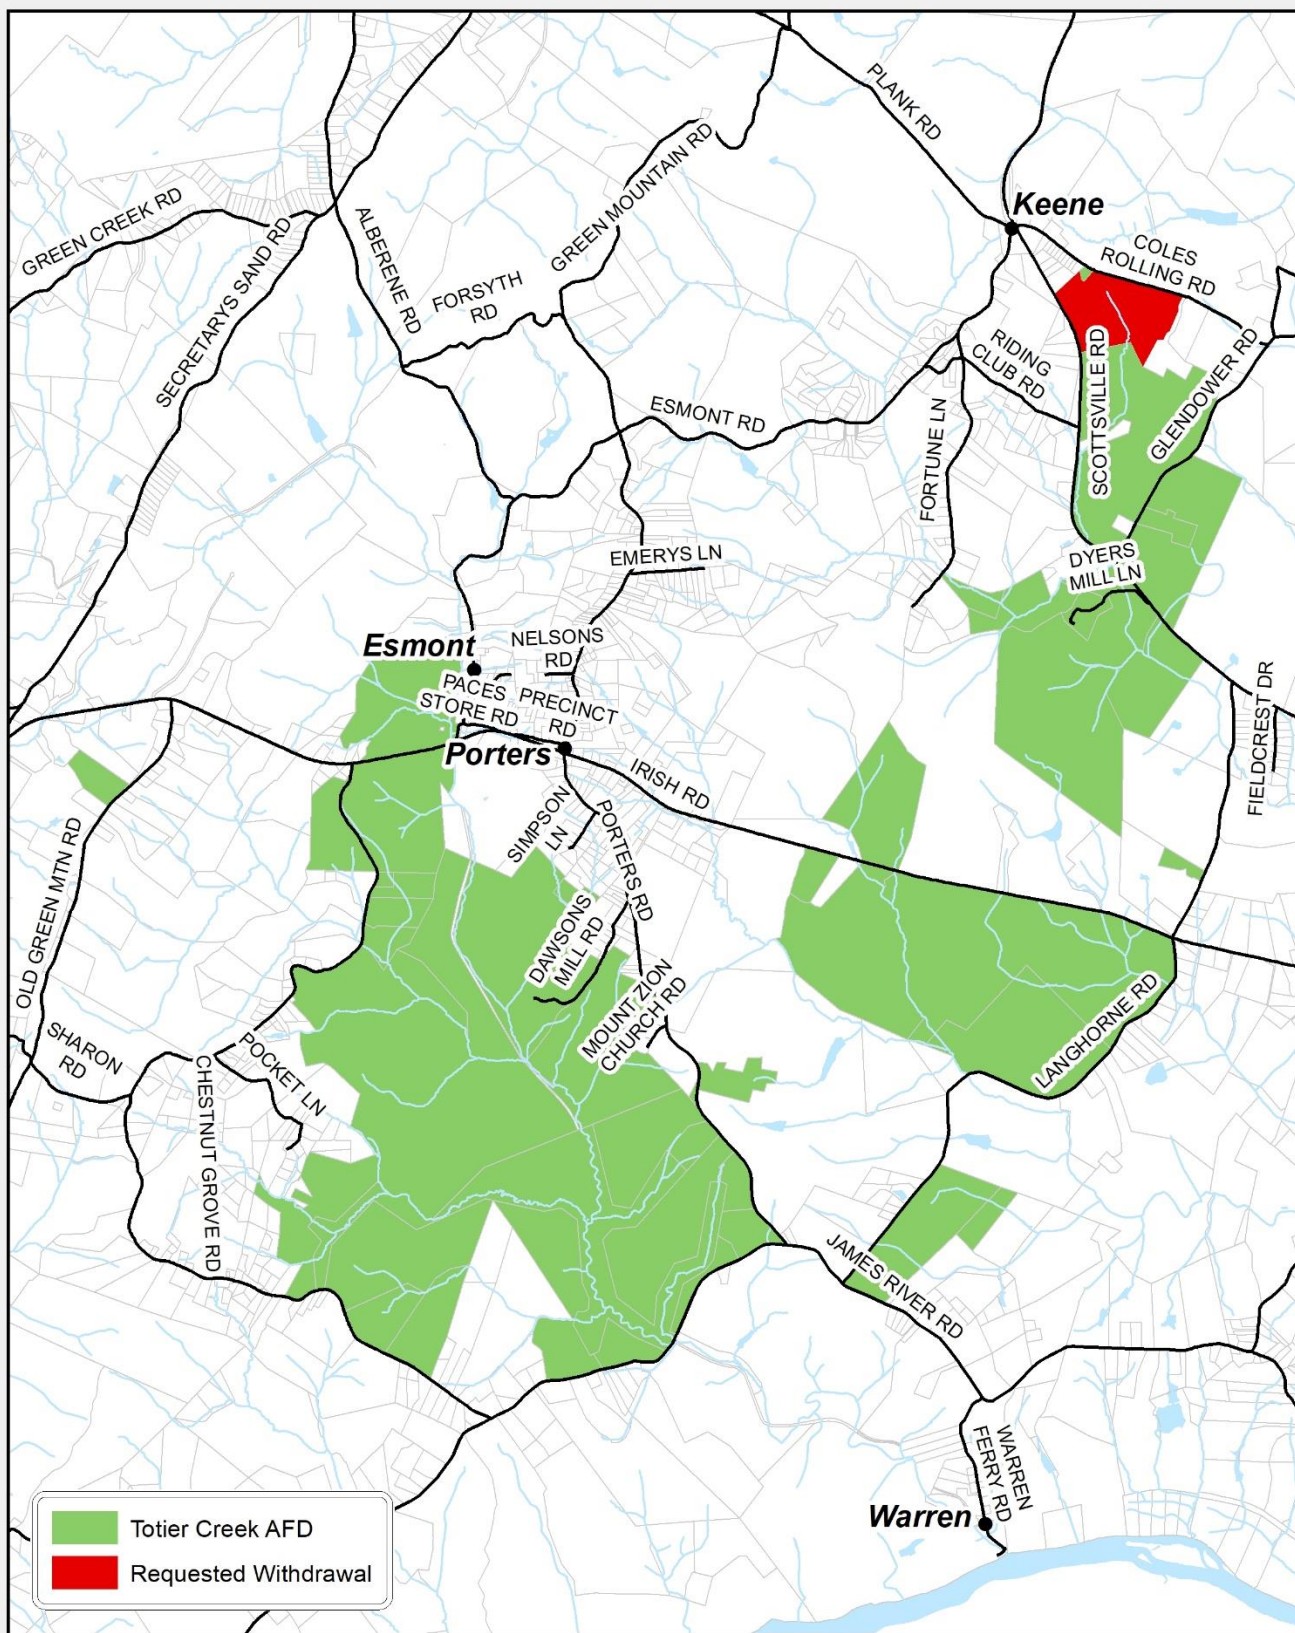 PLANK RD
Keene
GREEN MOUNTAIN RD
GREEN CREEK RD
SECRETARYS SAND RD
ALBERENE RD
FORSYTH
RD
COLES
ROLLING RD
RIDING
CLUB RD
SCOTTSVILLE RD
GLENDOWER RD
ESMONT RD
FORTUNE LN
EMERYS LN
DYERS
MILL LN
Esmont
NELSONS
RD
PACES
STORE RD
PRECINCT
RD
Porters
IRISH RD
FIELDCREST DR
SIMPSON
LN
PORTERS RD
OLD GREEN MTN RD
DAWSONS
MILL RD
MOUNT ZION
CHURCH RD
LANGHORNE RD
SHARON
RD
POCKET LN
CHESTNUT GROVE RD
JAMES RIVER RD
WARREN
FERRY RD
Warren
Totier Creek AFD
Requested Withdrawal